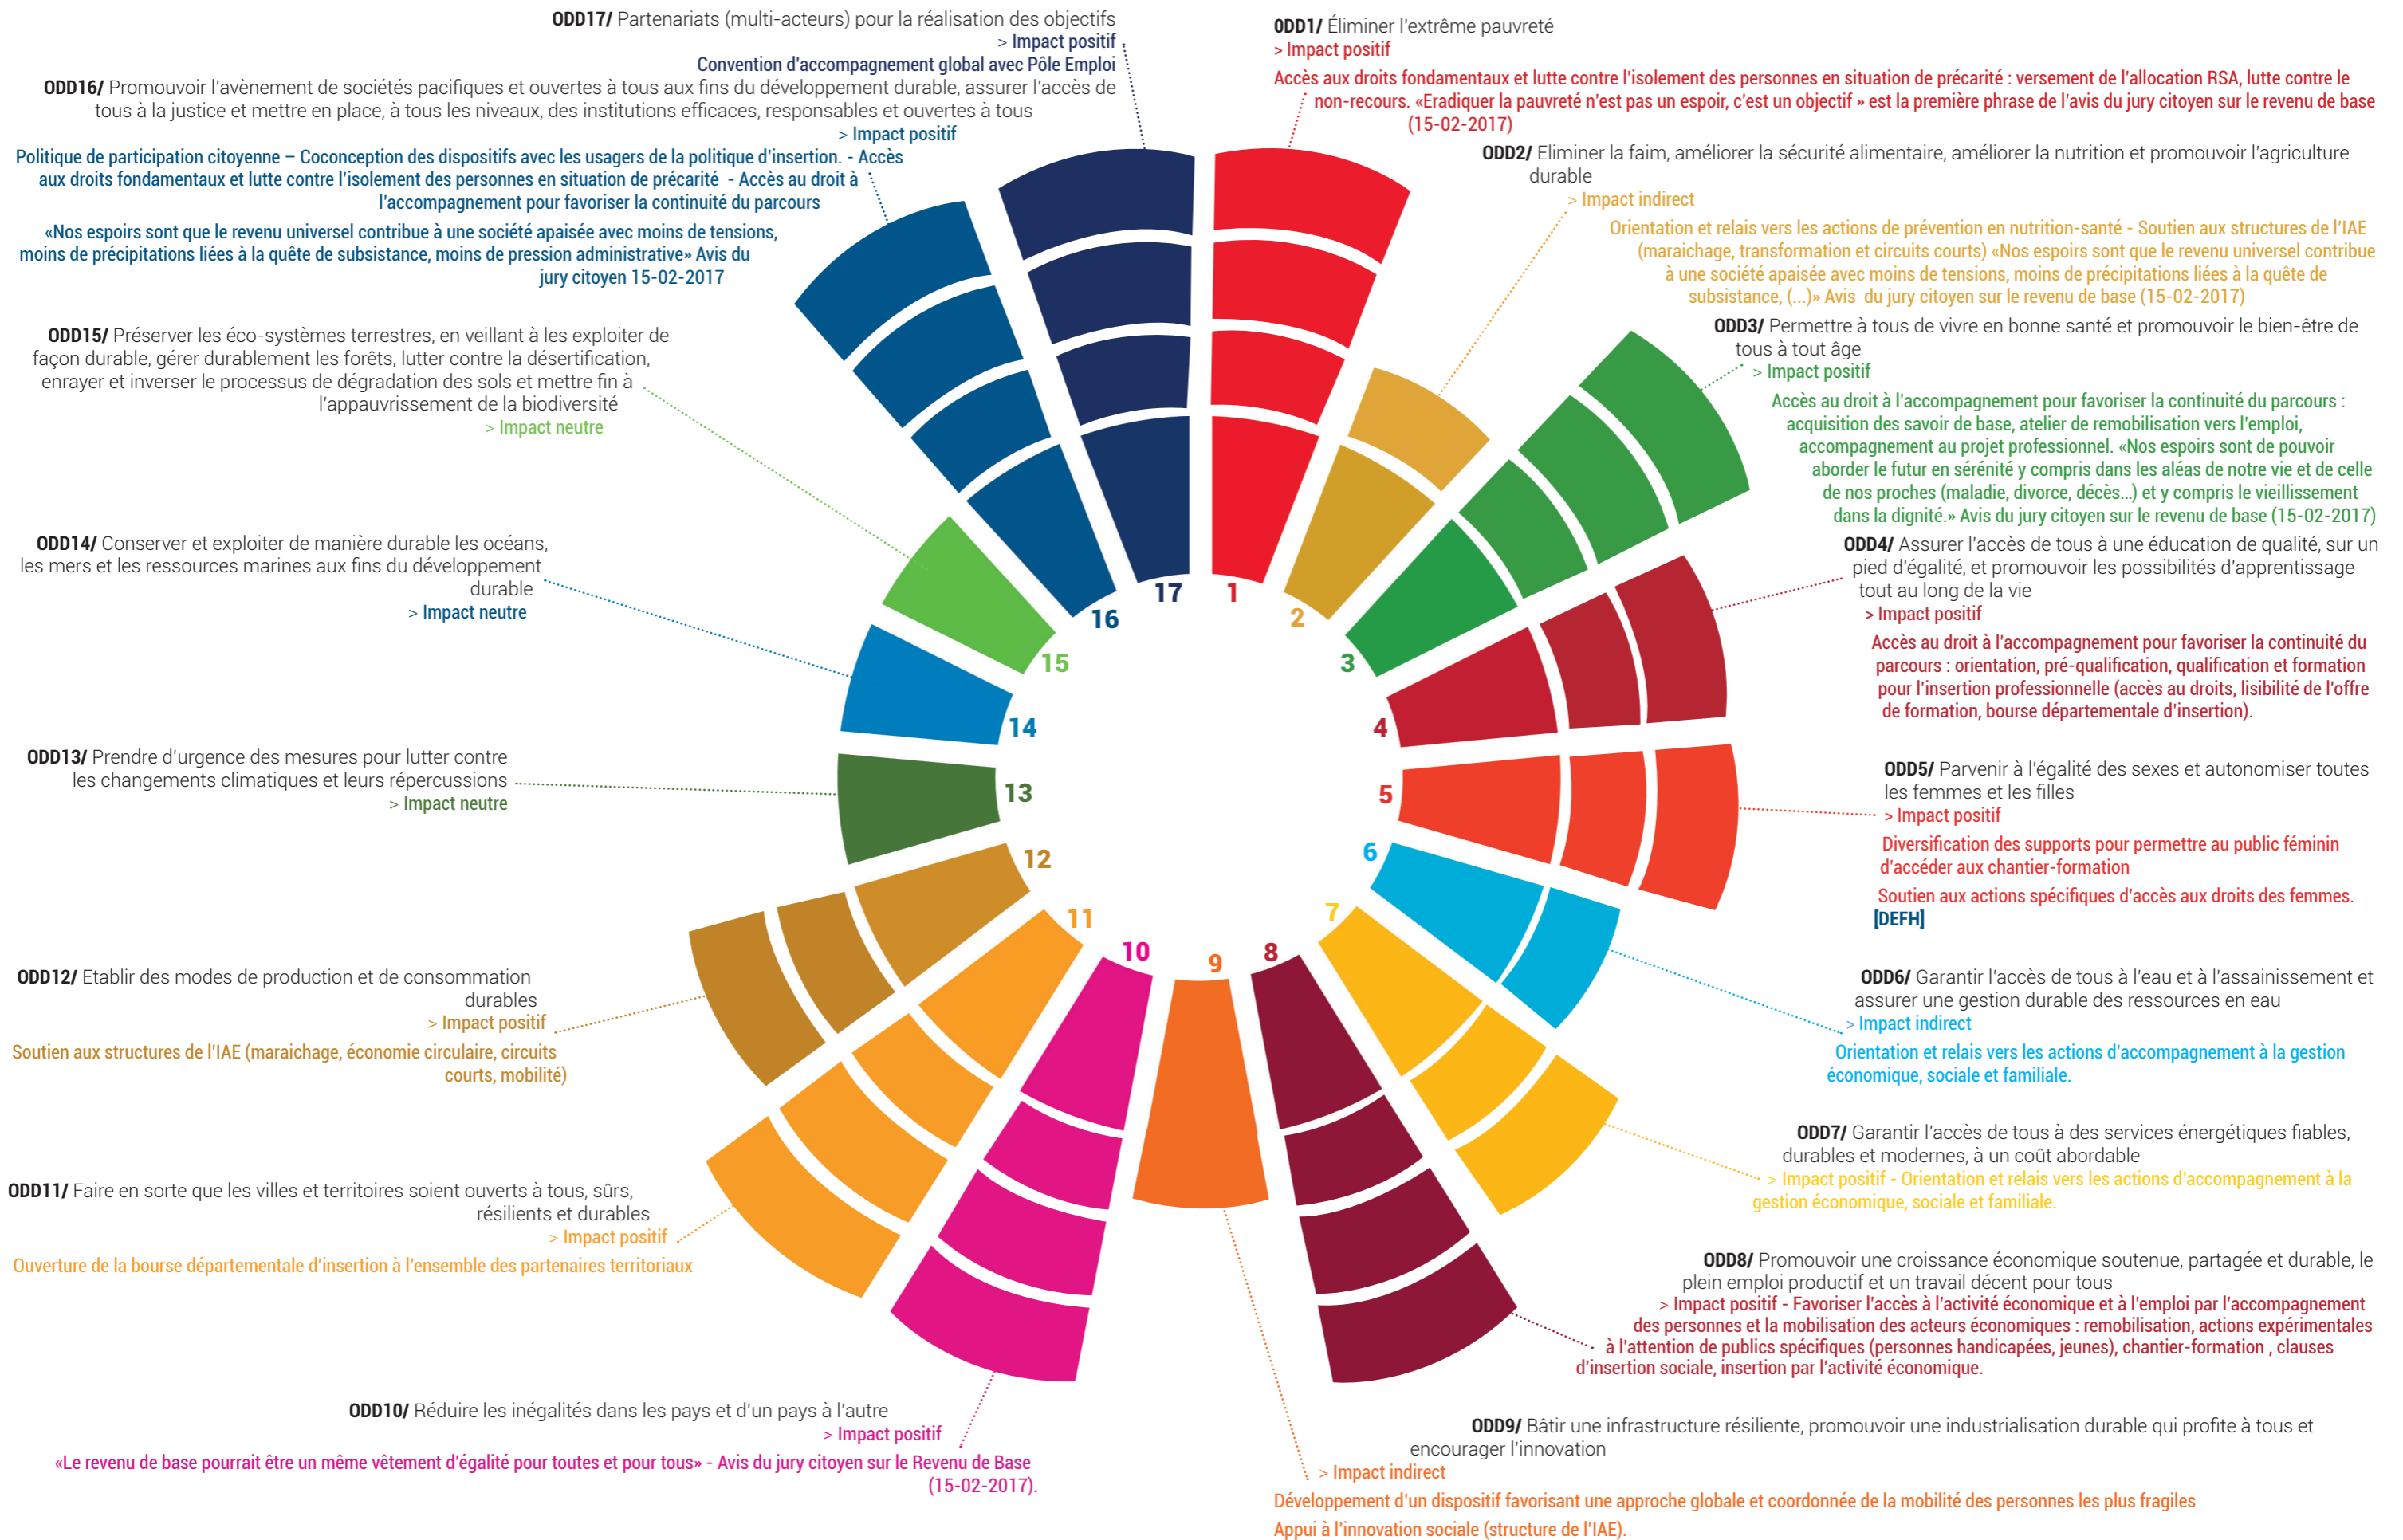 ODD17/ Partenariats (multi-acteurs) pour la réalisation des objectifs
> Impact positif
Convention d'accompagnement global avec Pôle Emploi
ODD16/ Promouvoir l'avènement de sociétés pacifiques et ouvertes à tous aux fins du développement durable, assurer l'accès de
tous à la justice et mettre en place, à tous les niveaux, des institutions efficaces, responsables et ouvertes à tous
> Impact positif
Politique de participation citoyenne – Coconception des dispositifs avec les usagers de la politique d'insertion. - Accès
aux droits fondamentaux et lutte contre l'isolement des personnes en situation de précarité - Accès au droit à
l'accompagnement pour favoriser la continuité du parcours
«Nos espoirs sont que le revenu universel contribue à une société apaisée avec moins de tensions,
moins de précipitations liées à la quête de subsistance, moins de pression administrative» Avis du
jury citoyen 15-02-2017
ODD15/ Préserver les éco-systèmes terrestres, en veillant à les exploiter de
façon durable, gérer durablement les forêts, lutter contre la désertification,
enrayer et inverser le processus de dégradation des sols et mettre fin à
l'appauvrissement de la biodiversité
> Impact neutre
ODD14/ Conserver et exploiter de manière durable les océans,
les mers et les ressources marines aux fins du développement
durable
> Impact neutre
ODD13/ Prendre d'urgence des mesures pour lutter contre
les changements climatiques et leurs répercussions
> Impact neutre
ODD12/ Etablir des modes de production et de consommation
durables
> Impact positif
Soutien aux structures de l'IAE (maraichage, économie circulaire, circuits
courts, mobilité)
ODD11/ Faire en sorte que les villes et territoires soient ouverts à tous, sûrs,
résilients et durables
> Impact positif
Ouverture de la bourse départementale d'insertion à l'ensemble des partenaires territoriaux
ODD10/ Réduire les inégalités dans les pays et d'un pays à l'autre
> Impact positif
«Le revenu de base pourrait être un même vêtement d'égalité pour toutes et pour tous» - Avis du jury citoyen sur le Revenu de Base
(15-02-2017).
17
1
16
2
15
3
14
4
13
5
12
6
11
7
10
8
9
ODD1/ Éliminer l'extrême pauvreté
> Impact positif
Accès aux droits fondamentaux et lutte contre l'isolement des personnes en situation de précarité : versement de l'allocation RSA, lutte contre le
non-recours. «Eradiquer la pauvreté n'est pas un espoir, c'est un objectif » est la première phrase de l'avis du jury citoyen sur le revenu de base
(15-02-2017)
ODD2/ Eliminer la faim, améliorer la sécurité alimentaire, améliorer la nutrition et promouvoir l'agriculture
durable
> Impact indirect
Orientation et relais vers les actions de prévention en nutrition-santé - Soutien aux structures de l'IAE
(maraichage, transformation et circuits courts) «Nos espoirs sont que le revenu universel contribue
à une société apaisée avec moins de tensions, moins de précipitations liées à la quête de
subsistance, (...)» Avis du jury citoyen sur le revenu de base (15-02-2017)
ODD3/ Permettre à tous de vivre en bonne santé et promouvoir le bien-être de
tous à tout âge
> Impact positif
Accès au droit à l'accompagnement pour favoriser la continuité du parcours :
acquisition des savoir de base, atelier de remobilisation vers l'emploi,
accompagnement au projet professionnel. «Nos espoirs sont de pouvoir
aborder le futur en sérénité y compris dans les aléas de notre vie et de celle
de nos proches (maladie, divorce, décès...) et y compris le vieillissement
dans la dignité.» Avis du jury citoyen sur le revenu de base (15-02-2017)
ODD4/ Assurer l'accès de tous à une éducation de qualité, sur un
pied d'égalité, et promouvoir les possibilités d'apprentissage
tout au long de la vie
> Impact positif
Accès au droit à l'accompagnement pour favoriser la continuité du
parcours : orientation, pré-qualification, qualification et formation
pour l'insertion professionnelle (accès au droits, lisibilité de l'offre
de formation, bourse départementale d'insertion).
ODD5/ Parvenir à l'égalité des sexes et autonomiser toutes
les femmes et les filles
> Impact positif
Diversification des supports pour permettre au public féminin
d'accéder aux chantier-formation
Soutien aux actions spécifiques d'accès aux droits des femmes.
[DEFH]
ODD6/ Garantir l'accès de tous à l'eau et à l'assainissement et
assurer une gestion durable des ressources en eau
> Impact indirect
Orientation et relais vers les actions d'accompagnement à la gestion
économique, sociale et familiale.
ODD7/ Garantir l'accès de tous à des services énergétiques fiables,
durables et modernes, à un coût abordable
> Impact positif - Orientation et relais vers les actions d'accompagnement à la
gestion économique, sociale et familiale.
ODD8/ Promouvoir une croissance économique soutenue, partagée et durable, le
plein emploi productif et un travail décent pour tous
> Impact positif - Favoriser l'accès à l'activité économique et à l'emploi par l'accompagnement
des personnes et la mobilisation des acteurs économiques : remobilisation, actions expérimentales
à l'attention de publics spécifiques (personnes handicapées, jeunes), chantier-formation , clauses
d'insertion sociale, insertion par l'activité économique.
ODD9/ Bâtir une infrastructure résiliente, promouvoir une industrialisation durable qui profite à tous et
encourager l'innovation
> Impact indirect
Développement d'un dispositif favorisant une approche globale et coordonnée de la mobilité des personnes les plus fragiles
Appui à l'innovation sociale (structure de l'IAE).